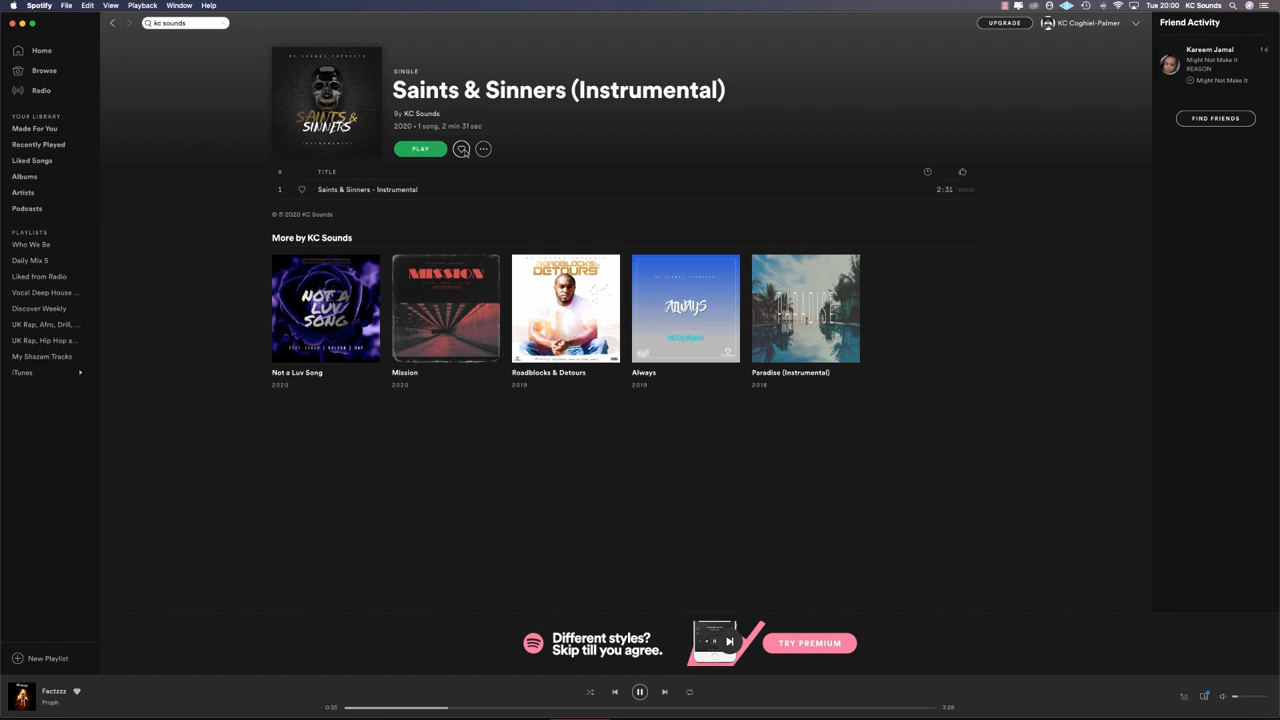 Spotify File Edit View Playback Window Help
Tue 20:00 KC Sounds
kc sounds
UPGRADE
KC Coghiel-Palmer
Friend Activity
Home
Browse
Radio
YOUR LIBRARY
Made For You
Recently Played
Liked Songs
Albums
Artists
Podcasts
PLAYLISTS
Who We Be
Daily Mix 5
Liked from Radio
Vocal Deep House ...
Discover Weekly
UK Rap, Afro, Drill, ...
UK Rap, Hip Hop a...
My Shazam Tracks
iTunes
New Playlist
KC SOUNDS PRESENTS
SAINTS &
SINNERS
INSTRUMENTAL
SINGLE
Saints & Sinners (Instrumental)
By KC Sounds
2020 • 1 song, 2 min 31 sec
PLAY
# TITLE
1 Saints & Sinners - Instrumental 2:31
© ℗ 2020 KC Sounds
More by KC Sounds
NOT A
LUV
SONG
MISSION
ROADBLOCKS &
DETOURS
ALWAYS
PARADISE
Not a Luv Song
2020
Mission
2020
Roadblocks & Detours
2019
Always
2019
Paradise (Instrumental)
2018
Kareem Jamal 1 d
Might Not Make It
REASON
Might Not Make It
FIND FRIENDS
Different styles?
Skip till you agree.
TRY PREMIUM
Factzzz
Proph
0:35
3:28